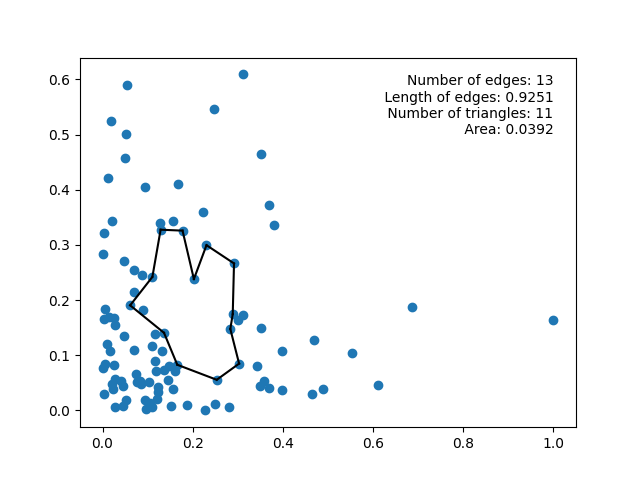 Number of edges: 13
Length of edges: 0.9251
Number of triangles: 11
Area: 0.0392
0.6
0.5
0.4
0.3
0.2
0.1
0.0
0.0 0.2 0.4 0.6 0.8 1.0